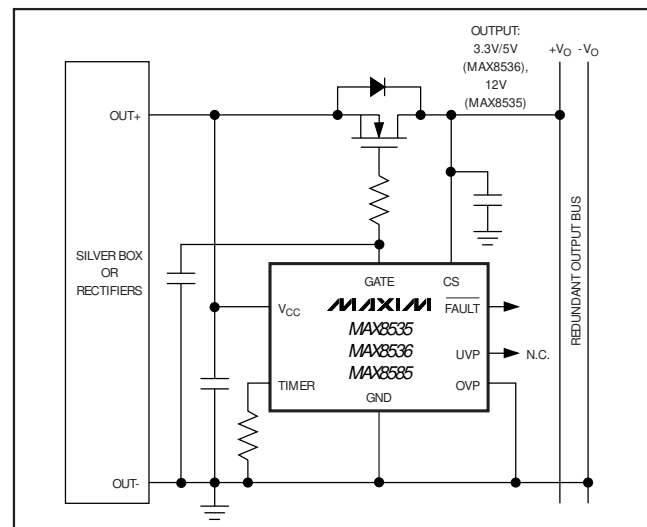 OUTPUT:
3.3V/5V
(MAX8536),
12V
(MAX8535)
+VO
-VO
OUT+
SILVER BOX
OR
RECTIFIERS
OUT-
GATE
CS
VCC
MAXIM
MAX8535
MAX8536
MAX8585
FAULT
UVP
N.C.
TIMER
OVP
GND
REDUNDANT OUTPUT BUS